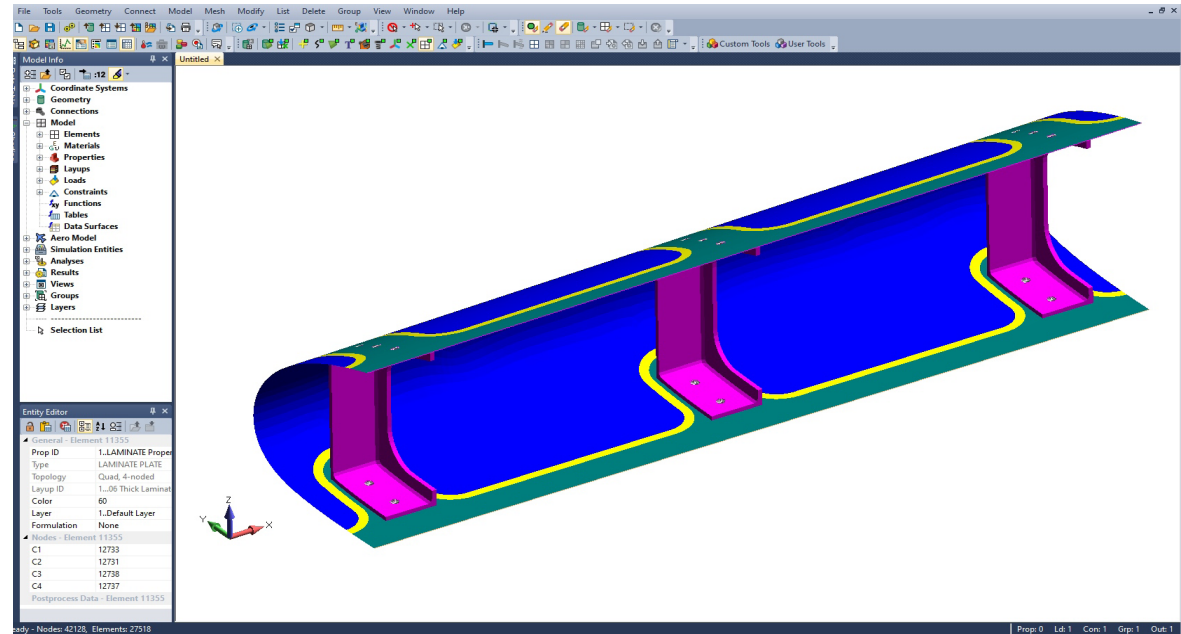 File Tools Geometry Connect Model Mesh Modify List Delete Group View Window Help
Custom Tools User Tools
Model Info
Untitled
:12
Coordinate Systems
Geometry
Connections
Model
Elements
Materials
Properties
Layups
Loads
Constraints
Functions
Tables
Data Surfaces
Aero Model
Simulation Entities
Analyses
Results
Views
Groups
Layers
Selection List
Entity Editor
General - Element 11355
Prop ID 1..LAMINATE Proper
Type LAMINATE PLATE
Topology Quad, 4-noded
Layup ID 1...06 Thick Laminat
Color 60
Layer 1..Default Layer
Formulation None
Nodes - Element 11355
C1 12733
C2 12731
C3 12738
C4 12737
Postprocess Data - Element 11355
Z
Y
X
eady - Nodes: 42128, Elements: 27518
Prop: 0 Ld: 1 Con: 1 Grp: 1 Out: 1